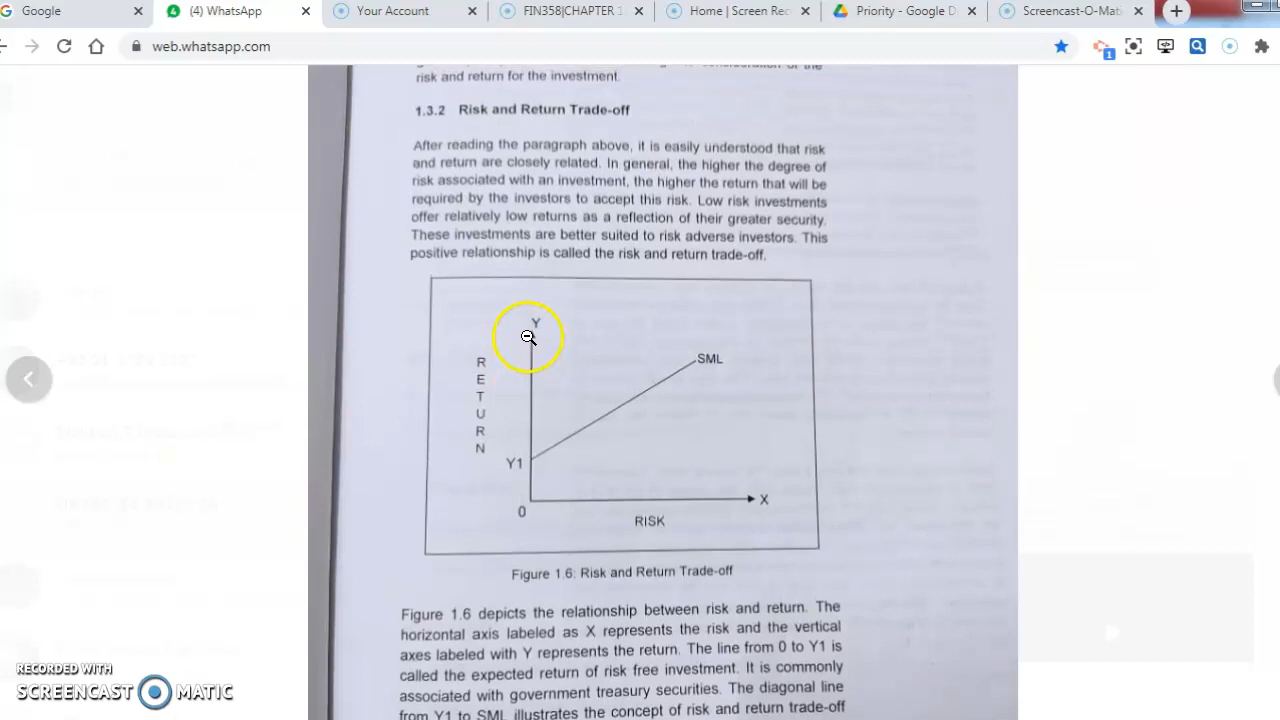 Google
(4) WhatsApp
Your Account
FIN358|CHAPTER 1
Home | Screen Rec
Priority - Google D
Screencast-O-Mati
web.whatsapp.com
1
risk and return for the investment.
1.3.2 Risk and Return Trade-off
After reading the paragraph above, it is easily understood that risk
and return are closely related. In general, the higher the degree of
risk associated with an investment, the higher the return that will be
required by the investors to accept this risk. Low risk investments
offer relatively low returns as a reflection of their greater security.
These investments are better suited to risk adverse investors. This
positive relationship is called the risk and return trade-off.
Y
SML
RETURN
Y1
0
X
RISK
Figure 1.6: Risk and Return Trade-off
Figure 1.6 depicts the relationship between risk and return. The
horizontal axis labeled as X represents the risk and the vertical
axes labeled with Y represents the return. The line from 0 to Y1 is
called the expected return of risk free investment. It is commonly
associated with government treasury securities. The diagonal line
from Y1 to SML illustrates the concept of risk and return trade-off
RECORDED WITH
SCREENCAST MATIC